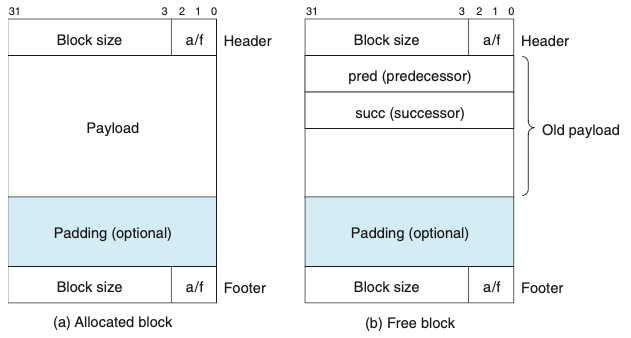 31 3 2 1 0
Block size a/f Header
Payload
Padding (optional)
Block size a/f Footer
(a) Allocated block
31 3 2 1 0
Block size a/f Header
pred (predecessor)
succ (successor)
Old payload
Padding (optional)
Block size a/f Footer
(b) Free block